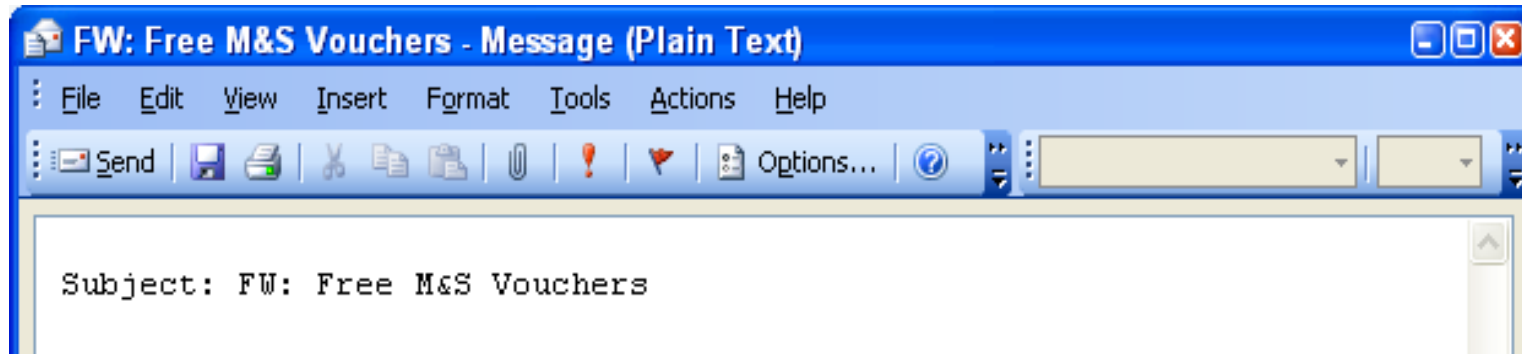 FW: Free M&S Vouchers - Message (Plain Text)
File Edit View Insert Format Tools Actions Help
Send Options...
Subject: FW: Free M&S Vouchers